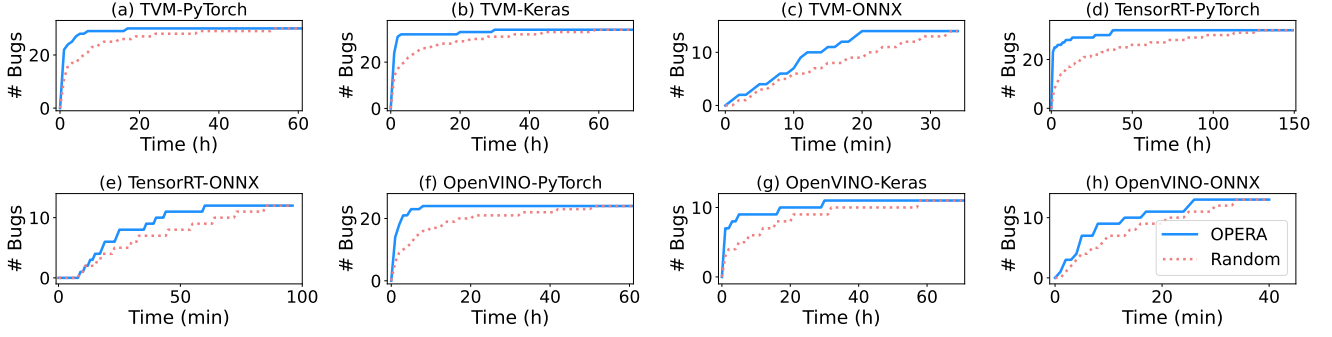 (a) TVM-PyTorch
# Bugs
20
0
0 20 40 60
Time (h)
(b) TVM-Keras
# Bugs
20
0
0 20 40 60
Time (h)
(c) TVM-ONNX
# Bugs
10
0
0 10 20 30
Time (min)
(d) TensorRT-PyTorch
# Bugs
20
0
0 50 100 150
Time (h)
(e) TensorRT-ONNX
# Bugs
10
0
0 50 100
Time (min)
(f) OpenVINO-PyTorch
# Bugs
20
0
0 20 40 60
Time (h)
(g) OpenVINO-Keras
# Bugs
10
5
0
0 20 40 60
Time (h)
(h) OpenVINO-ONNX
# Bugs
10
0
OPERA
Random
0 20 40
Time (min)